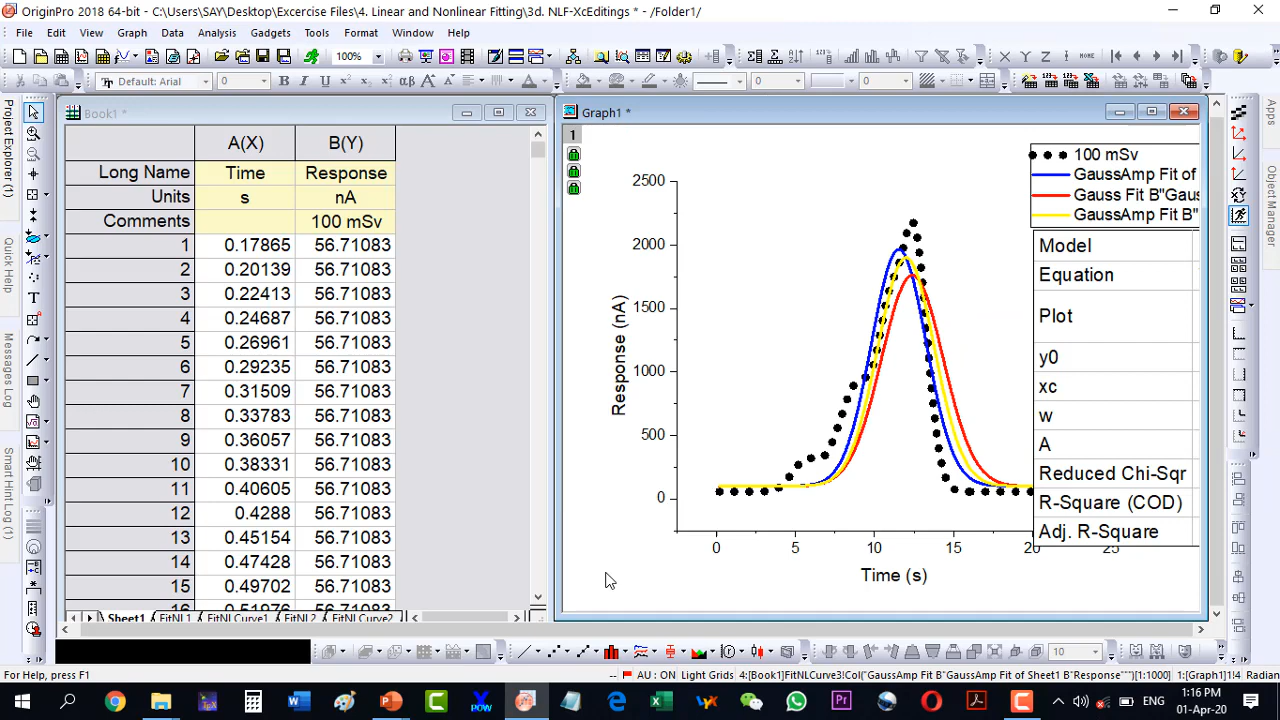 OriginPro 2018 64-bit - C:\Users\SAY\Desktop\Excercise Files\4. Linear and Nonlinear Fitting\3d. NLF-XcEditings * - /Folder1/
File Edit View Graph Data Analysis Gadgets Tools Format Window Help
100%
Default: Arial 0 0 0
Project Explorer (1)
Quick Help
Messages Log
Smart Hint Log (1)
Book1 *
A(X) B(Y)
Long Name Time Response
Units s nA
Comments 100 mSv
1 0.17865 56.71083
2 0.20139 56.71083
3 0.22413 56.71083
4 0.24687 56.71083
5 0.26961 56.71083
6 0.29235 56.71083
7 0.31509 56.71083
8 0.33783 56.71083
9 0.36057 56.71083
10 0.38331 56.71083
11 0.40605 56.71083
12 0.4288 56.71083
13 0.45154 56.71083
14 0.47428 56.71083
15 0.49702 56.71083
16 0.51976 56.71083
Sheet1 FitNL1 FitNLCurve1 FitNL2 FitNLCurve2
Graph1 *
1
100 mSv
GaussAmp Fit of
Gauss Fit B"Gaus
GaussAmp Fit B"
Model
Equation
Plot
y0
xc
w
A
Reduced Chi-Sqr
R-Square (COD)
Adj. R-Square
2500
2000
1500
1000
500
0
Response (nA)
0 5 10 15 20 25
Time (s)
Apps
Object Manager
10
For Help, press F1
-- AU : ON Light Grids 4:[Book1]FitNLCurve3!Col("GaussAmp Fit B"GaussAmp Fit of Sheet1 B"Response"")[1:1000] 1:[Graph1]1!4 Radian
ENG
1:16 PM
01-Apr-20